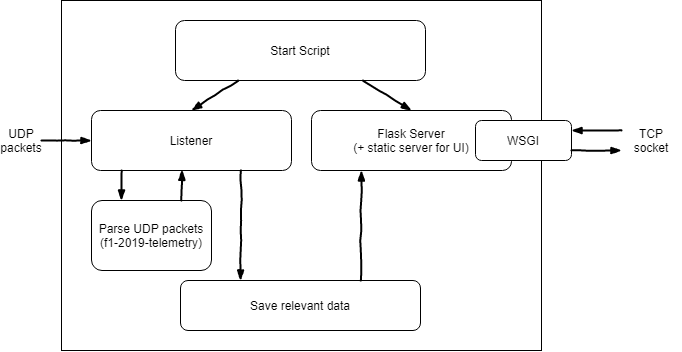 Start Script
UDP
packets
Listener
Flask Server
(+ static server for UI)
WSGI
TCP
socket
Parse UDP packets
(f1-2019-telemetry)
Save relevant data